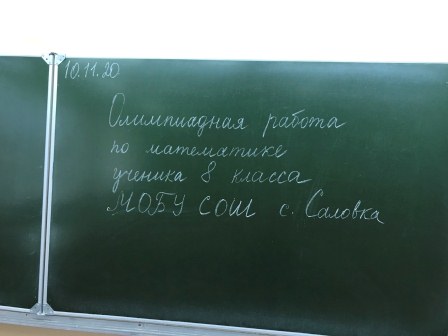 10.11.20
Олимпиадная работа
по математике
ученика 8 класса
МОБУ СОШ с. Саловка